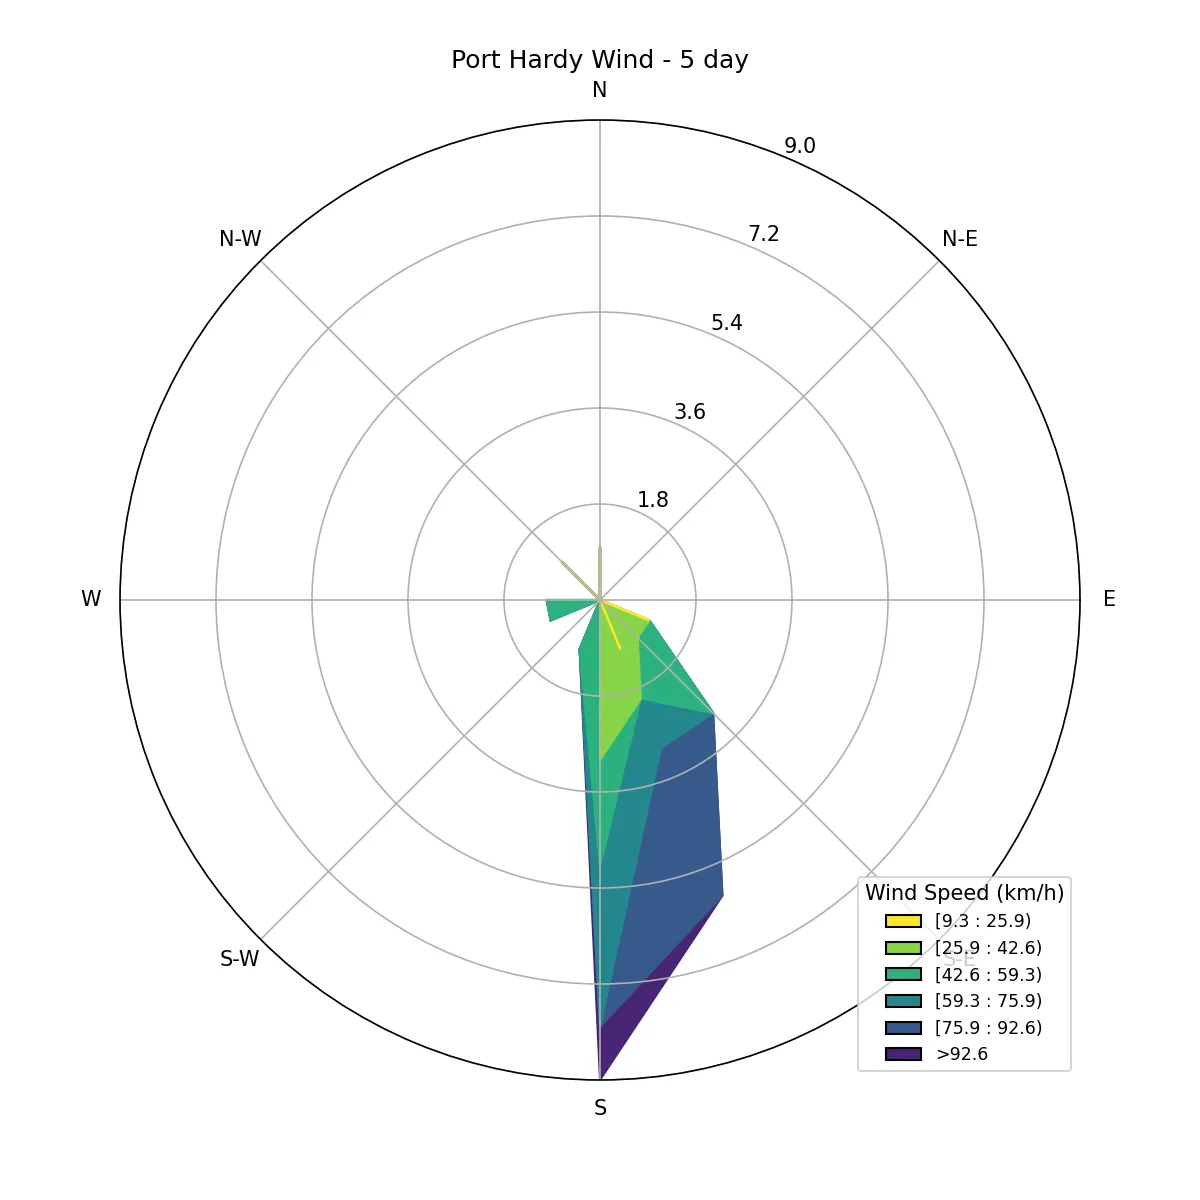 Port Hardy Wind - 5 day
N
9.0
N-W
N-E
7.2
5.4
3.6
1.8
W
E
Wind Speed (km/h)
[9.3 : 25.9)
[25.9 : 42.6)
S-W
S-E
[42.6 : 59.3)
[59.3 : 75.9)
[75.9 : 92.6)
>92.6
S